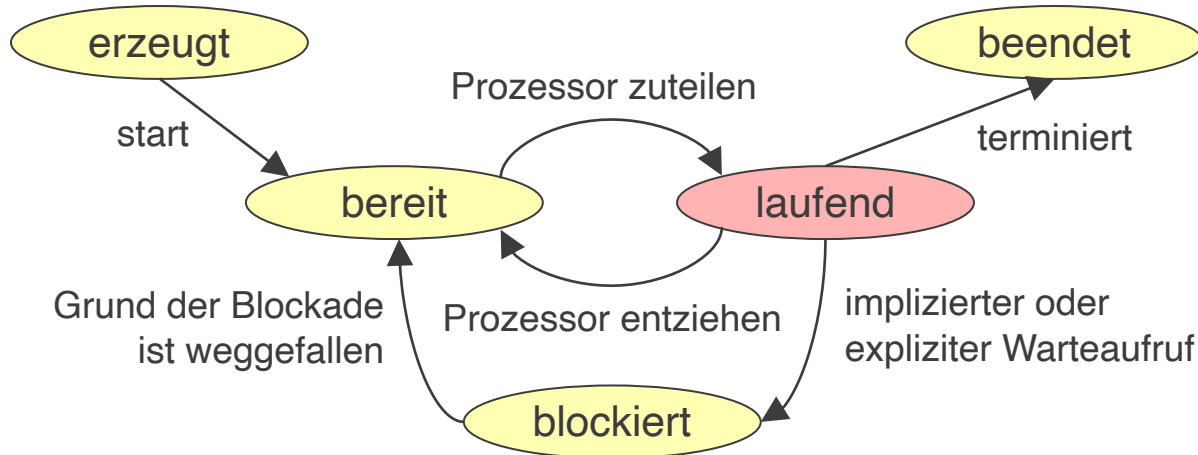 erzeugt
beendet
Prozessor zuteilen
start
terminiert
bereit
laufend
Grund der Blockade
ist weggefallen
Prozessor entziehen
implizierter oder
expliziter Warteaufruf
blockiert